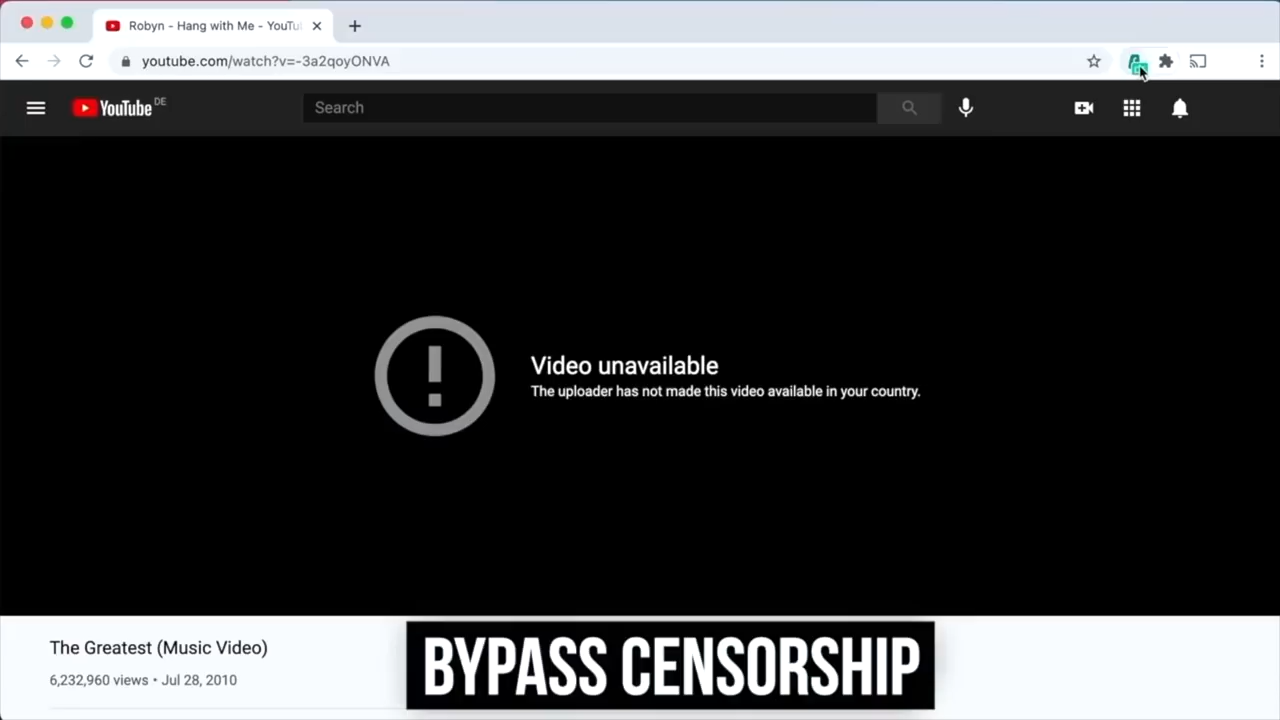 Robyn - Hang with Me - YouTu
youtube.com/watch?v=-3a2qoyONVA
YouTube DE
Search
Video unavailable
The uploader has not made this video available in your country.
The Greatest (Music Video)
6,232,960 views • Jul 28, 2010
BYPASS CENSORSHIP